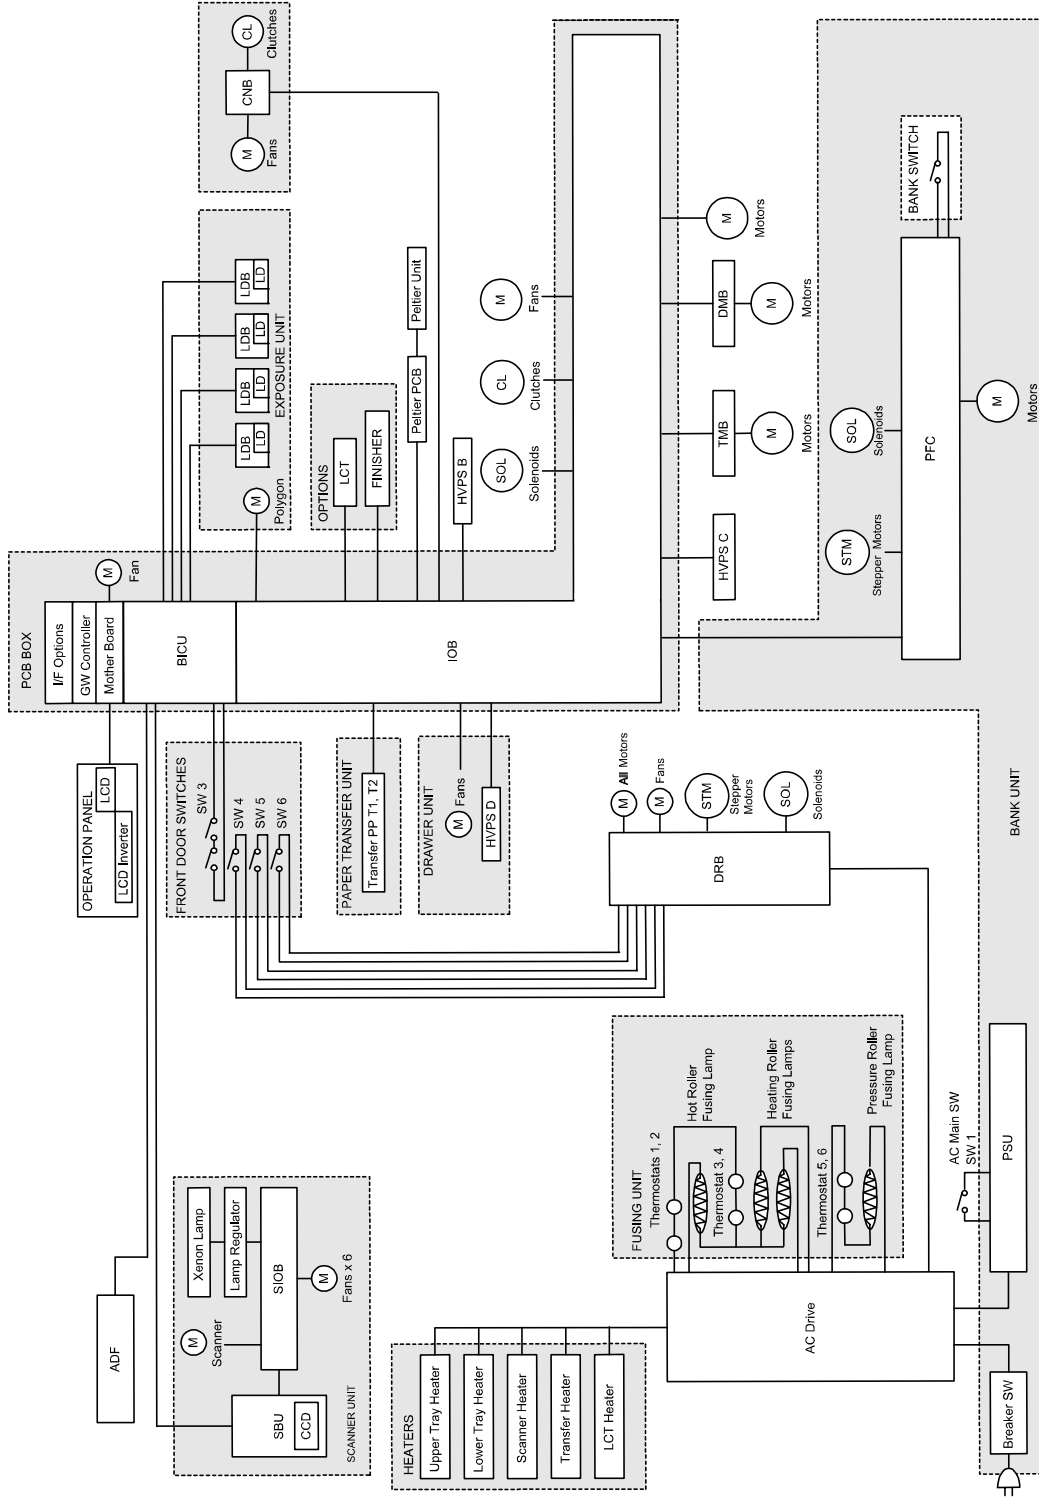 PCB BOX
I/F Options
GW Controller
Mother Board
BICU
IOB
M
Fan
OPERATION PANEL
LCD
LCD Inverter
FRONT DOOR SWITCHES
SW 3
SW 4
SW 5
SW 6
PAPER TRANSFER UNIT
Transfer PP T1, T2
DRAWER UNIT
M
Fans
HVPS D
ADF
Xenon Lamp
Lamp Regulator
SIOB
M
Scanner
M
Fans x 6
SBU
CCD
SCANNER UNIT
HEATERS
Upper Tray Heater
Lower Tray Heater
Scanner Heater
Transfer Heater
LCT Heater
FUSING UNIT
Thermostats 1, 2
Hot Roller
Fusing Lamp
Thermostat 3, 4
Heating Roller
Fusing Lamps
Thermostat 5, 6
Pressure Roller
Fusing Lamp
AC Drive
AC Main SW
SW 1
PSU
Breaker SW
DRB
M
All Motors
M
Fans
STM
Stepper
Motors
SOL
Solenoids
BANK UNIT
CL
Clutches
CNB
M
Fans
LDB
LD
LDB
LD
LDB
LD
LDB
LD
EXPOSURE UNIT
M
Polygon
OPTIONS
LCT
FINISHER
Peltier PCB
Peltier Unit
HVPS B
SOL
Solenoids
CL
Clutches
M
Fans
HVPS C
TMB
M
Motors
DMB
M
Motors
M
Motors
BANK SWITCH
PFC
STM
Stepper Motors
SOL
Solenoids
M
Motors